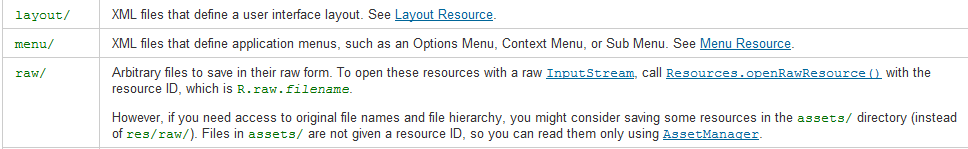 layout/ XML files that define a user interface layout. See Layout Resource.
menu/ XML files that define application menus, such as an Options Menu, Context Menu, or Sub Menu. See Menu Resource.
raw/ Arbitrary files to save in their raw form. To open these resources with a raw InputStream, call Resources.openRawResource() with the
resource ID, which is R.raw.filename.
However, if you need access to original file names and file hierarchy, you might consider saving some resources in the assets/ directory (instead
of res/raw/). Files in assets/ are not given a resource ID, so you can read them only using AssetManager.